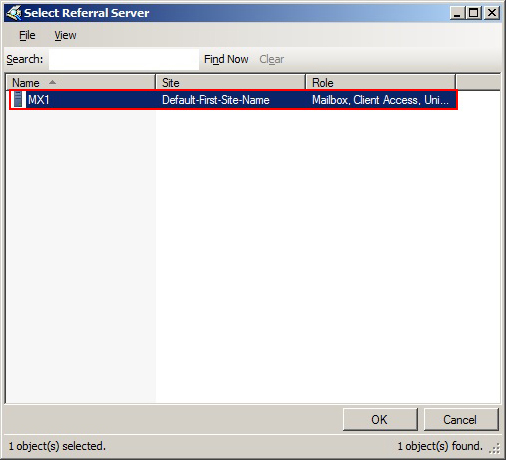 Select Referral Server
File View
Search: Find Now Clear
Name Site Role
MX1 Default-First-Site-Name Mailbox, Client Access, Uni...
OK Cancel
1 object(s) selected. 1 object(s) found.